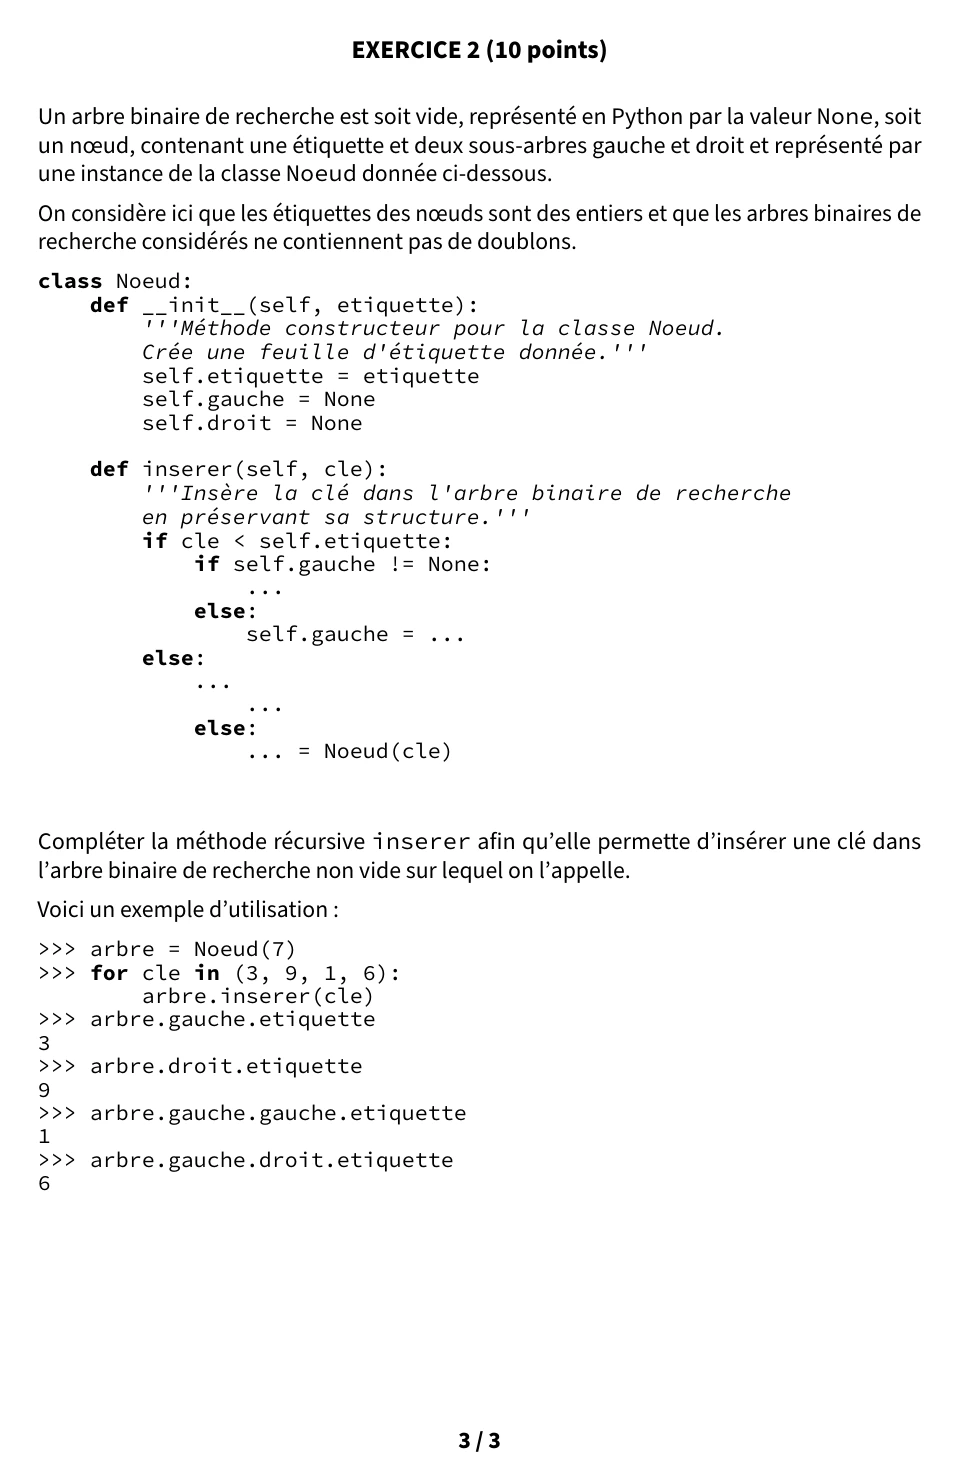 EXERCICE 2 (10 points)
Un arbre binaire de recherche est soit vide, représenté en Python par la valeur None, soit
un nœud, contenant une étiquette et deux sous-arbres gauche et droit et représenté par
une instance de la classe Noeud donnée ci-dessous.
On considère ici que les étiquettes des nœuds sont des entiers et que les arbres binaires de
recherche considérés ne contiennent pas de doublons.
class Noeud:
    def __init__(self, etiquette):
        '''Méthode constructeur pour la classe Noeud.
        Crée une feuille d'étiquette donnée.'''
        self.etiquette = etiquette
        self.gauche = None
        self.droit = None
    def inserer(self, cle):
        '''Insère la clé dans l'arbre binaire de recherche
        en préservant sa structure.'''
        if cle < self.etiquette:
            if self.gauche != None:
                ...
            else:
                self.gauche = ...
        else:
            ...
                ...
            else:
                ... = Noeud(cle)
Compléter la méthode récursive inserer afin qu’elle permette d’insérer une clé dans
l’arbre binaire de recherche non vide sur lequel on l’appelle.
Voici un exemple d’utilisation :
>>> arbre = Noeud(7)
>>> for cle in (3, 9, 1, 6):
        arbre.inserer(cle)
>>> arbre.gauche.etiquette
3
>>> arbre.droit.etiquette
9
>>> arbre.gauche.gauche.etiquette
1
>>> arbre.gauche.droit.etiquette
6
3 / 3